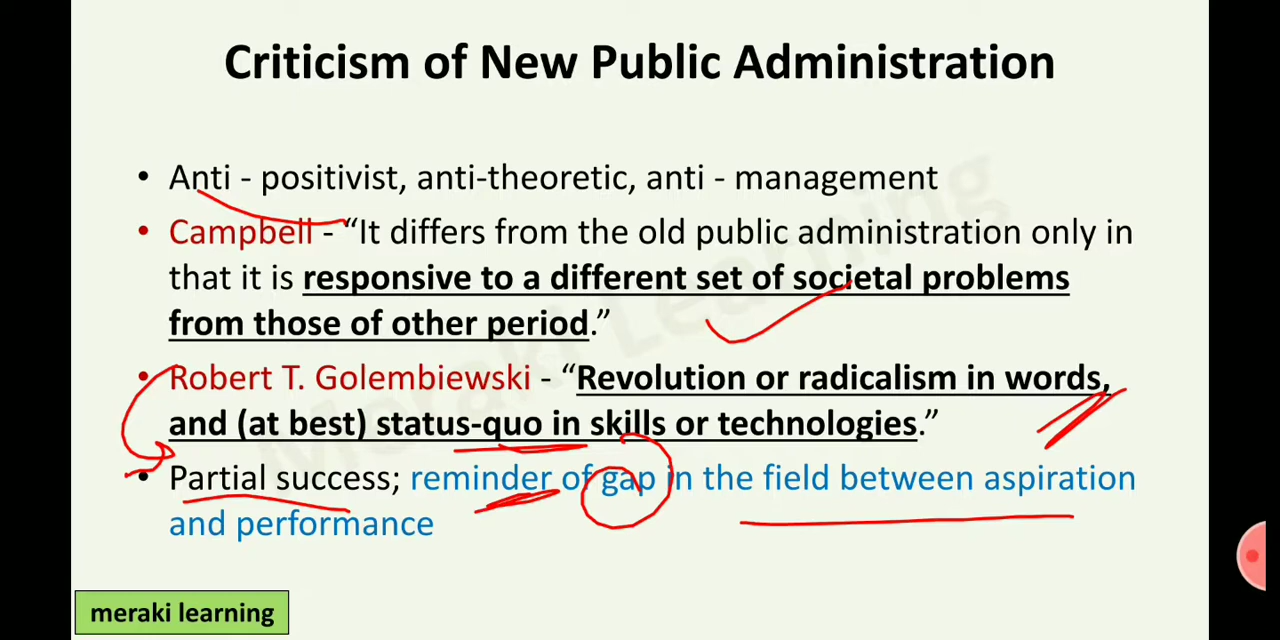 Criticism of New Public Administration
• Anti - positivist, anti-theoretic, anti - management
• Campbell - “It differs from the old public administration only in
that it is responsive to a different set of societal problems
from those of other period.”
• Robert T. Golembiewski - “Revolution or radicalism in words,
and (at best) status-quo in skills or technologies.”
• Partial success; reminder of gap in the field between aspiration
and performance
Meraki Learning
meraki learning